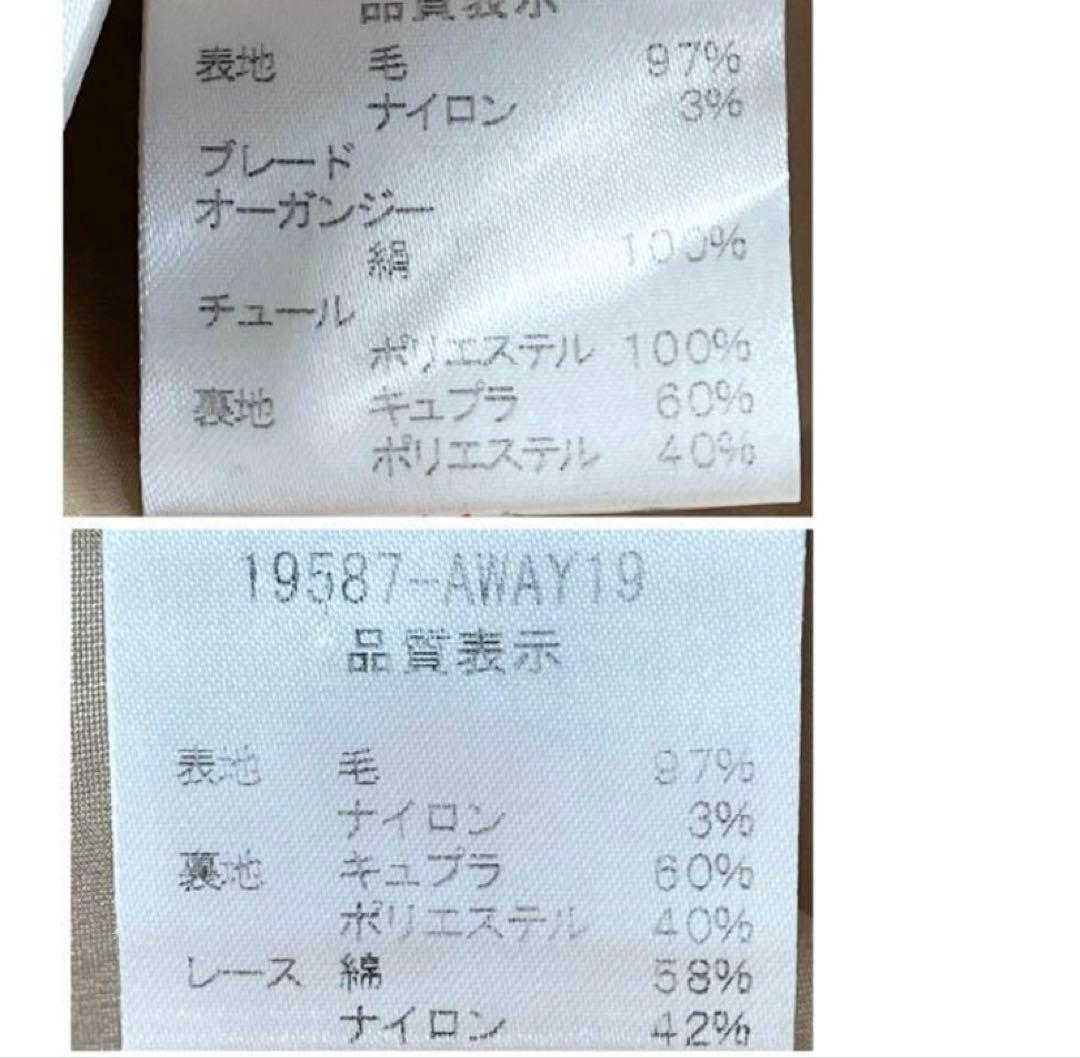 品質表示
表地 毛 97%
ナイロン 3%
ブレード
オーガンジー
絹 100%
チュール
ポリエステル 100%
裏地 キュプラ 60%
ポリエステル 40%
19587-AWAY19
品質表示
表地 毛 97%
ナイロン 3%
裏地 キュプラ 60%
ポリエステル 40%
レース 綿 58%
ナイロン 42%